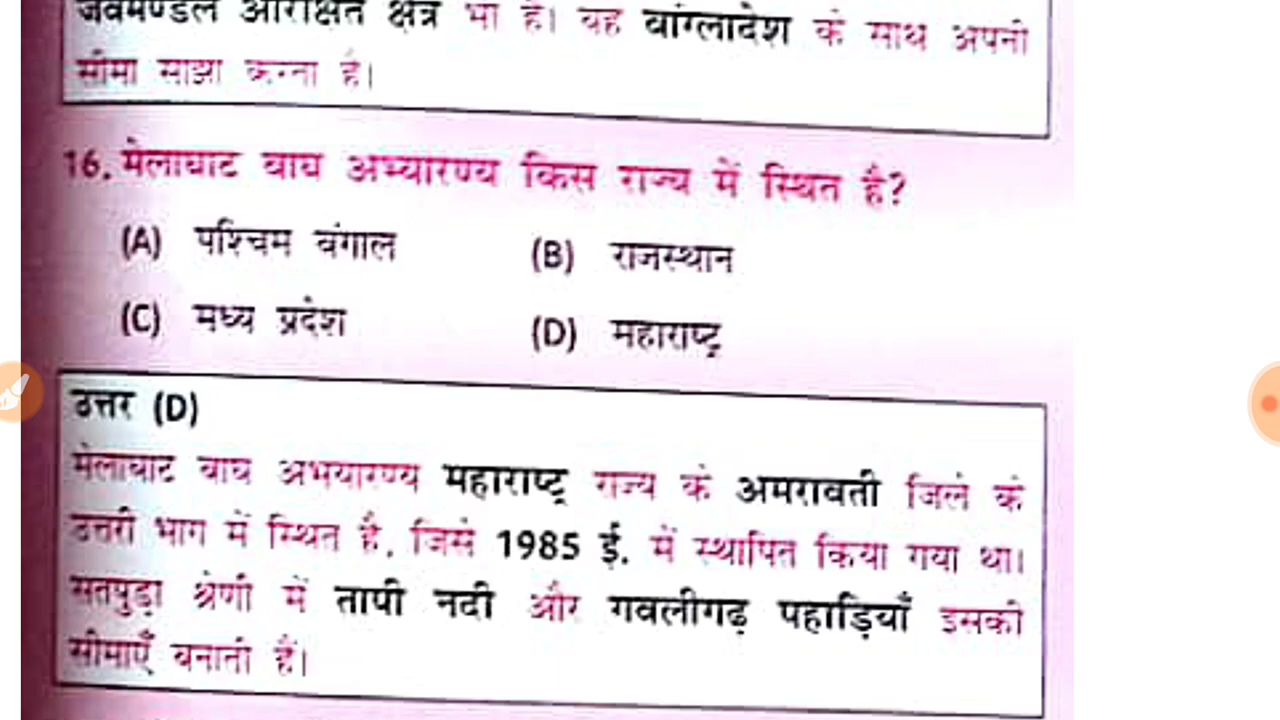 जैवमण्डल आरक्षित क्षेत्र भी है। यह बांग्लादेश के साथ अपनी
सीमा साझा करता है।
16. मेलाघाट बाघ अभ्यारण्य किस राज्य में स्थित है?
(A) पश्चिम बंगाल (B) राजस्थान
(C) मध्य प्रदेश (D) महाराष्ट्र
उत्तर (D)
मेलाघाट बाघ अभयारण्य महाराष्ट्र राज्य के अमरावती जिले के
उत्तरी भाग में स्थित है, जिसे 1985 ई. में स्थापित किया गया था।
सतपुड़ा श्रेणी में तापी नदी और गवलीगढ़ पहाड़ियाँ इसकी
सीमाएँ बनाती हैं।